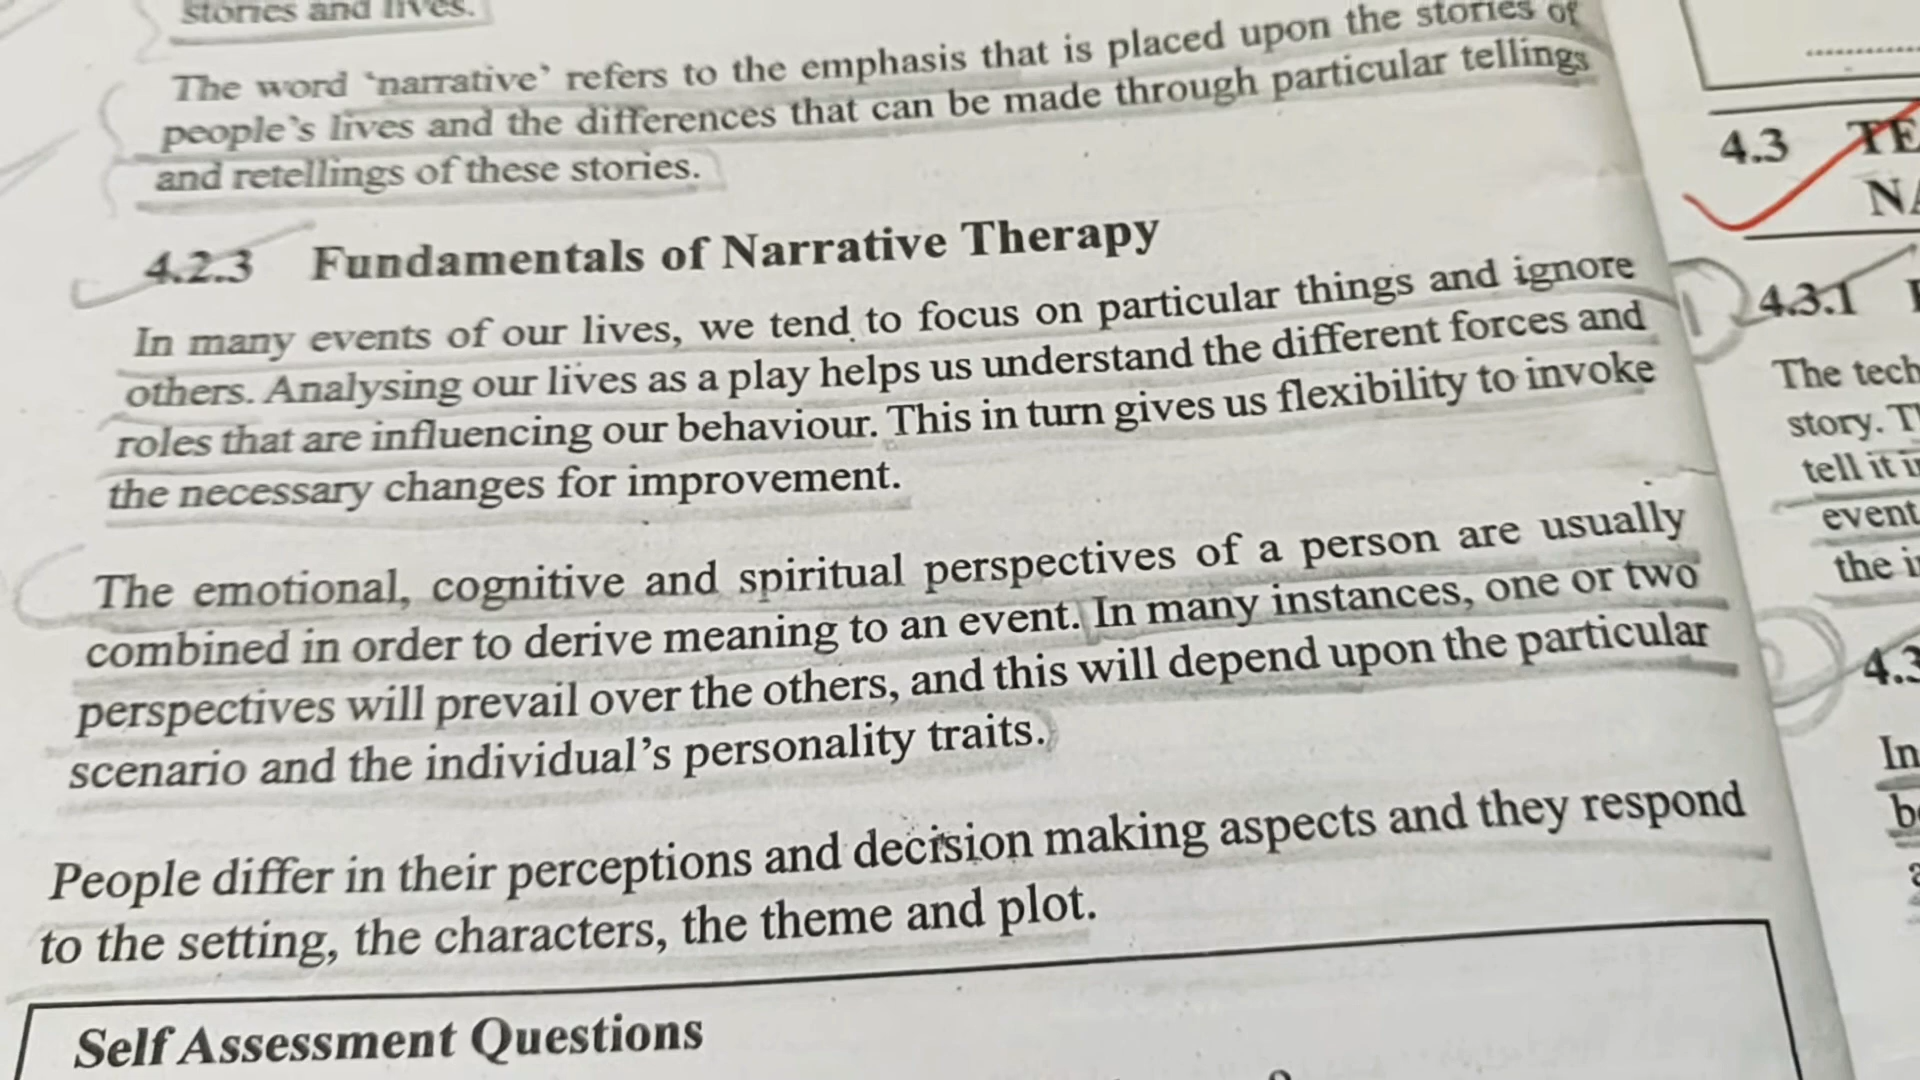 stories and lives.
The word 'narrative' refers to the emphasis that is placed upon the stories of
people's lives and the differences that can be made through particular tellings
and retellings of these stories.
4.2.3 Fundamentals of Narrative Therapy
In many events of our lives, we tend to focus on particular things and ignore
others. Analysing our lives as a play helps us understand the different forces and
roles that are influencing our behaviour. This in turn gives us flexibility to invoke
the necessary changes for improvement.
The emotional, cognitive and spiritual perspectives of a person are usually
combined in order to derive meaning to an event. In many instances, one or two
perspectives will prevail over the others, and this will depend upon the particular
scenario and the individual's personality traits.
People differ in their perceptions and decision making aspects and they respond
to the setting, the characters, the theme and plot.
Self Assessment Questions
4.3
4.3.1
The tech
story.
tell it
event
the
In